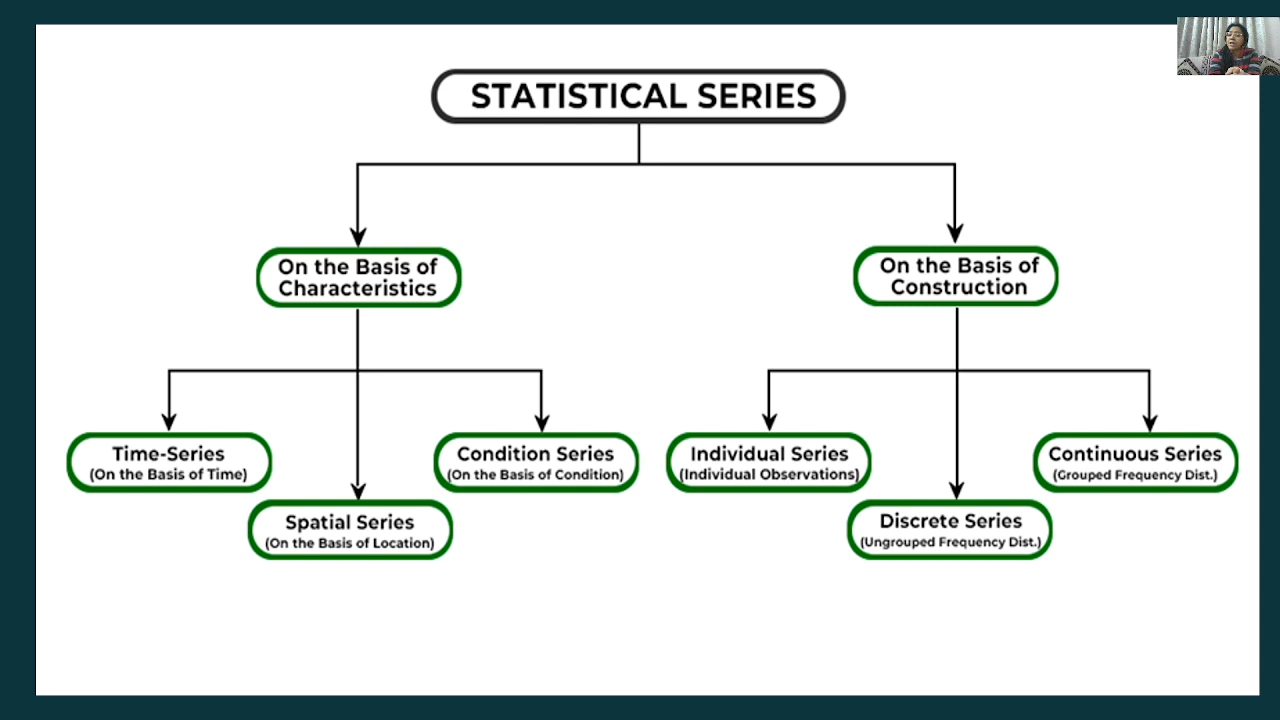 STATISTICAL SERIES
On the Basis of
Characteristics
On the Basis of
Construction
Time-Series
(On the Basis of Time)
Spatial Series
(On the Basis of Location)
Condition Series
(On the Basis of Condition)
Individual Series
(Individual Observations)
Discrete Series
(Ungrouped Frequency Dist.)
Continuous Series
(Grouped Frequency Dist.)